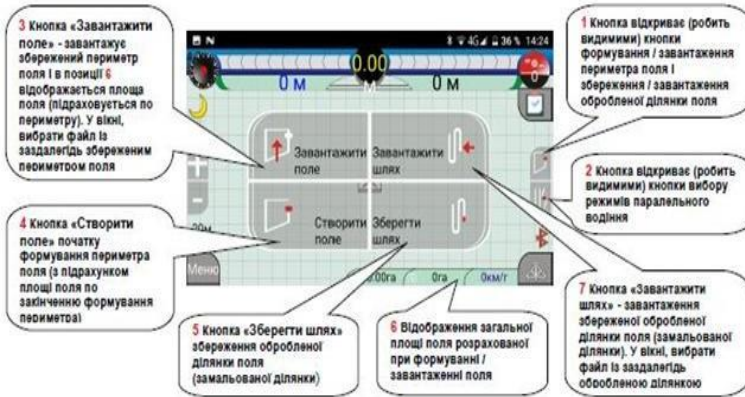 3 Кнопка «Завантажити
поле» - завантажує
збережений периметр
поля і в позиції 6
відображається площа
поля (підраховується по
периметру). У вікні,
вибрати файл із
заздалегідь збереженим
периметром поля
4 Кнопка «Створити
поле» початку
формування периметра
поля (з підрахунком
площі поля по
закінченню формування
периметра)
5 Кнопка «Зберегти шлях»
збереження обробленої
ділянки поля
(замальованої ділянки)
6 Відображення загальної
площі поля розрахованого
при формуванні /
завантаженні поля
1 Кнопка відкриває (робить
видимими) кнопки
формування / завантаження
периметра поля і
збереження / завантаження
обробленої ділянки поля
2 Кнопка відкриває (робить
видимими) кнопки вибору
режимів паралельного
водіння
7 Кнопка «Завантажити
шлях» - завантаження
збереженої обробленої
ділянки поля (замальованої
ділянки). У вікні, вибрати
файл із заздалегідь
обробленою ділянкою
4G 36 % 14:24
0.00
0 м м 0 м
0
Завантажити
поле
Завантажити
шлях
Створити
поле
Зберегти
шлях
Меню
0га 0км/г